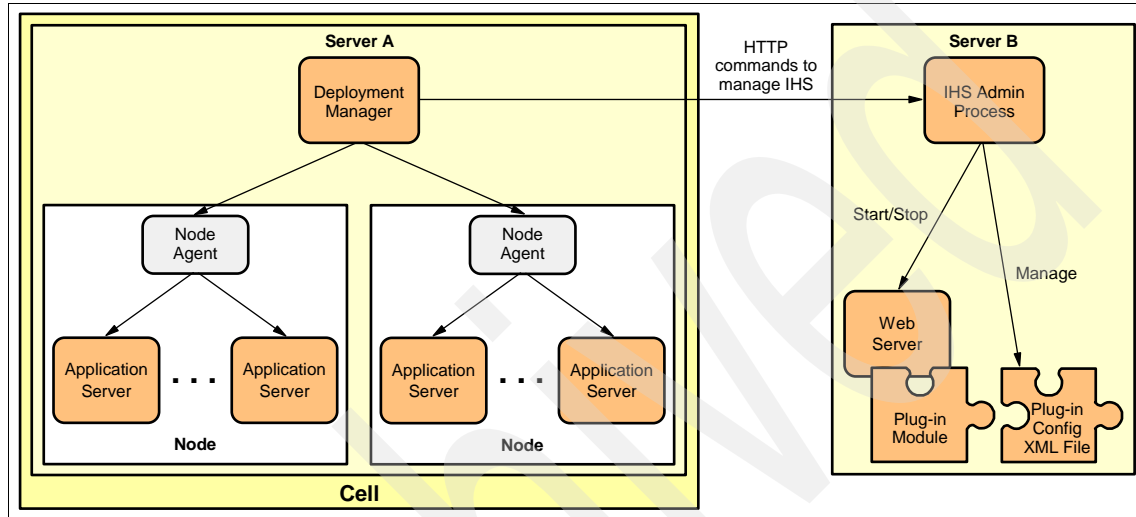 Server A
Deployment
Manager
HTTP
commands to
manage IHS
Server B
IHS Admin
Process
Node
Agent
Node
Agent
Start/Stop
Manage
Application
Server
. . .
Application
Server
Application
Server
. . .
Application
Server
Web
Server
Plug-in
Module
Plug-in
Config
XML File
Node
Node
Cell